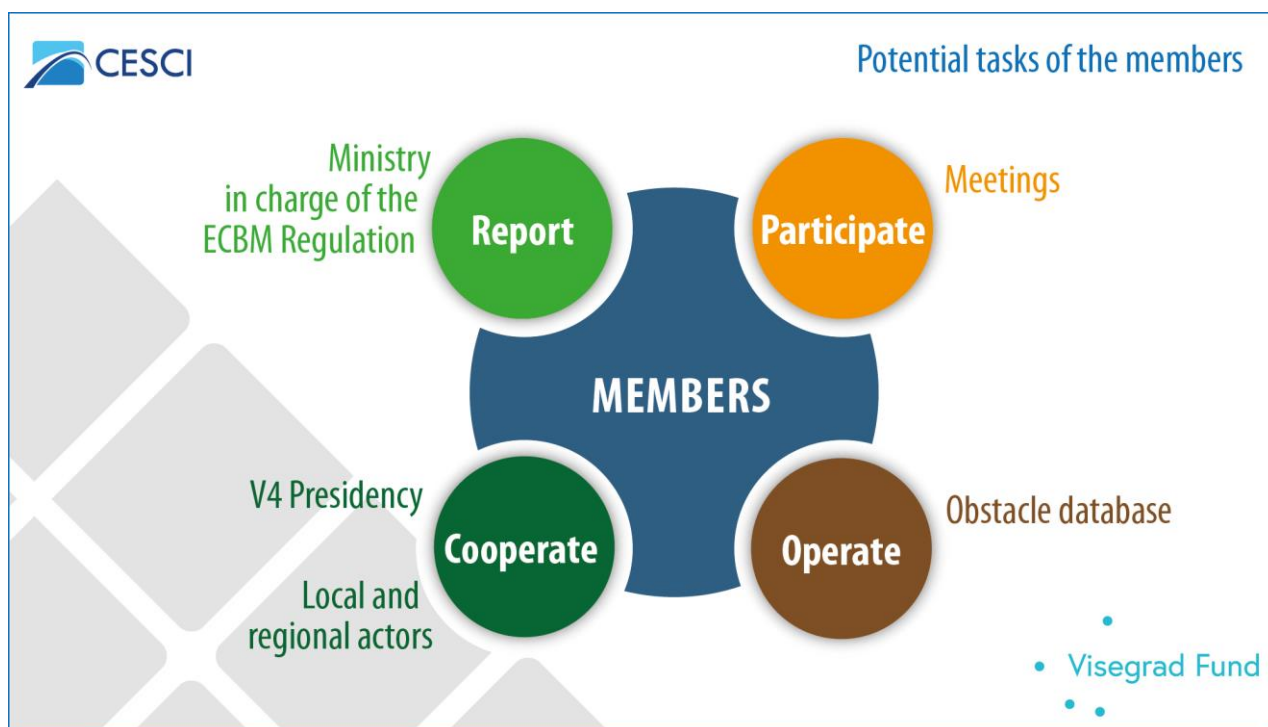 CESCI
Potential tasks of the members
Ministry
in charge of the
ECBM Regulation
Report
Participate
Meetings
MEMBERS
V4 Presidency
Cooperate
Local and
regional actors
Operate
Obstacle database
Visegrad Fund